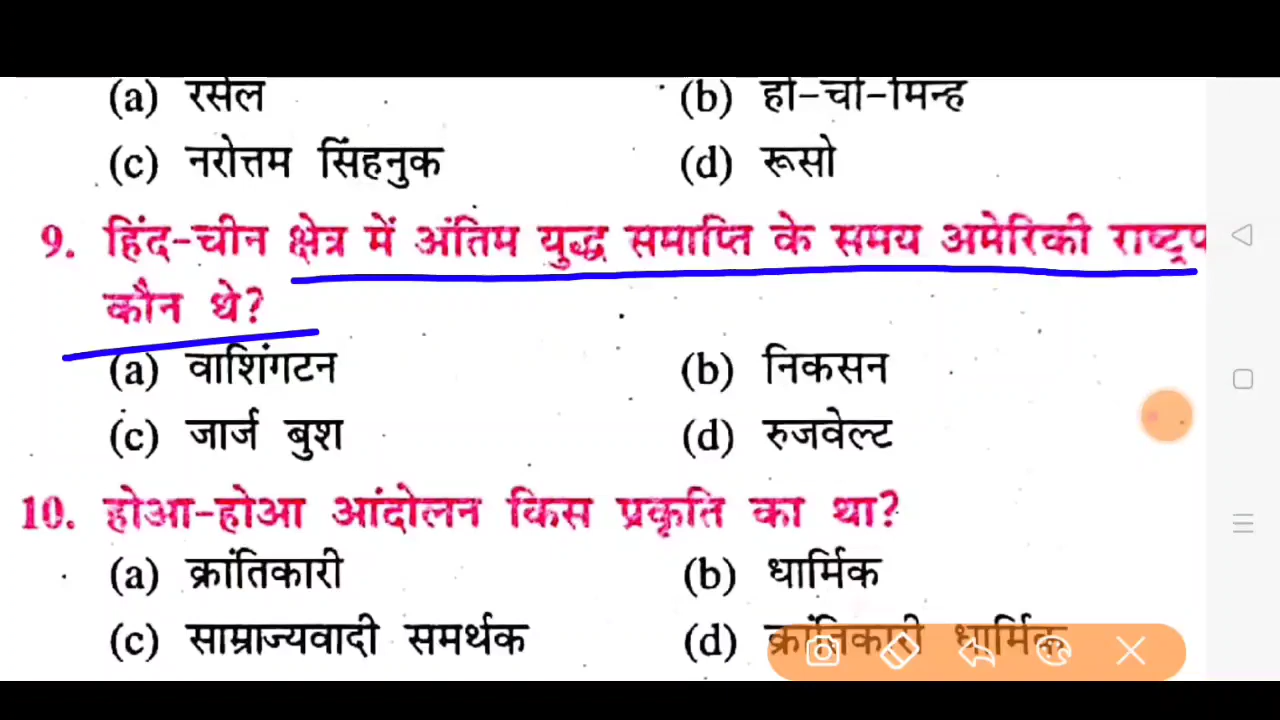 (a) रसेल (b) हो-ची-मिन्ह
(c) नरोत्तम सिंहनुक (d) रूसो
9. हिंद-चीन क्षेत्र में अंतिम युद्ध समाप्ति के समय अमेरिकी राष्ट्रप
कौन थे?
(a) वाशिंगटन (b) निकसन
(c) जार्ज बुश (d) रुजवेल्ट
10. होआ-होआ आंदोलन किस प्रकृति का था?
(a) क्रांतिकारी (b) धार्मिक
(c) साम्राज्यवादी समर्थक (d) क्रांतिकारी धार्मिक